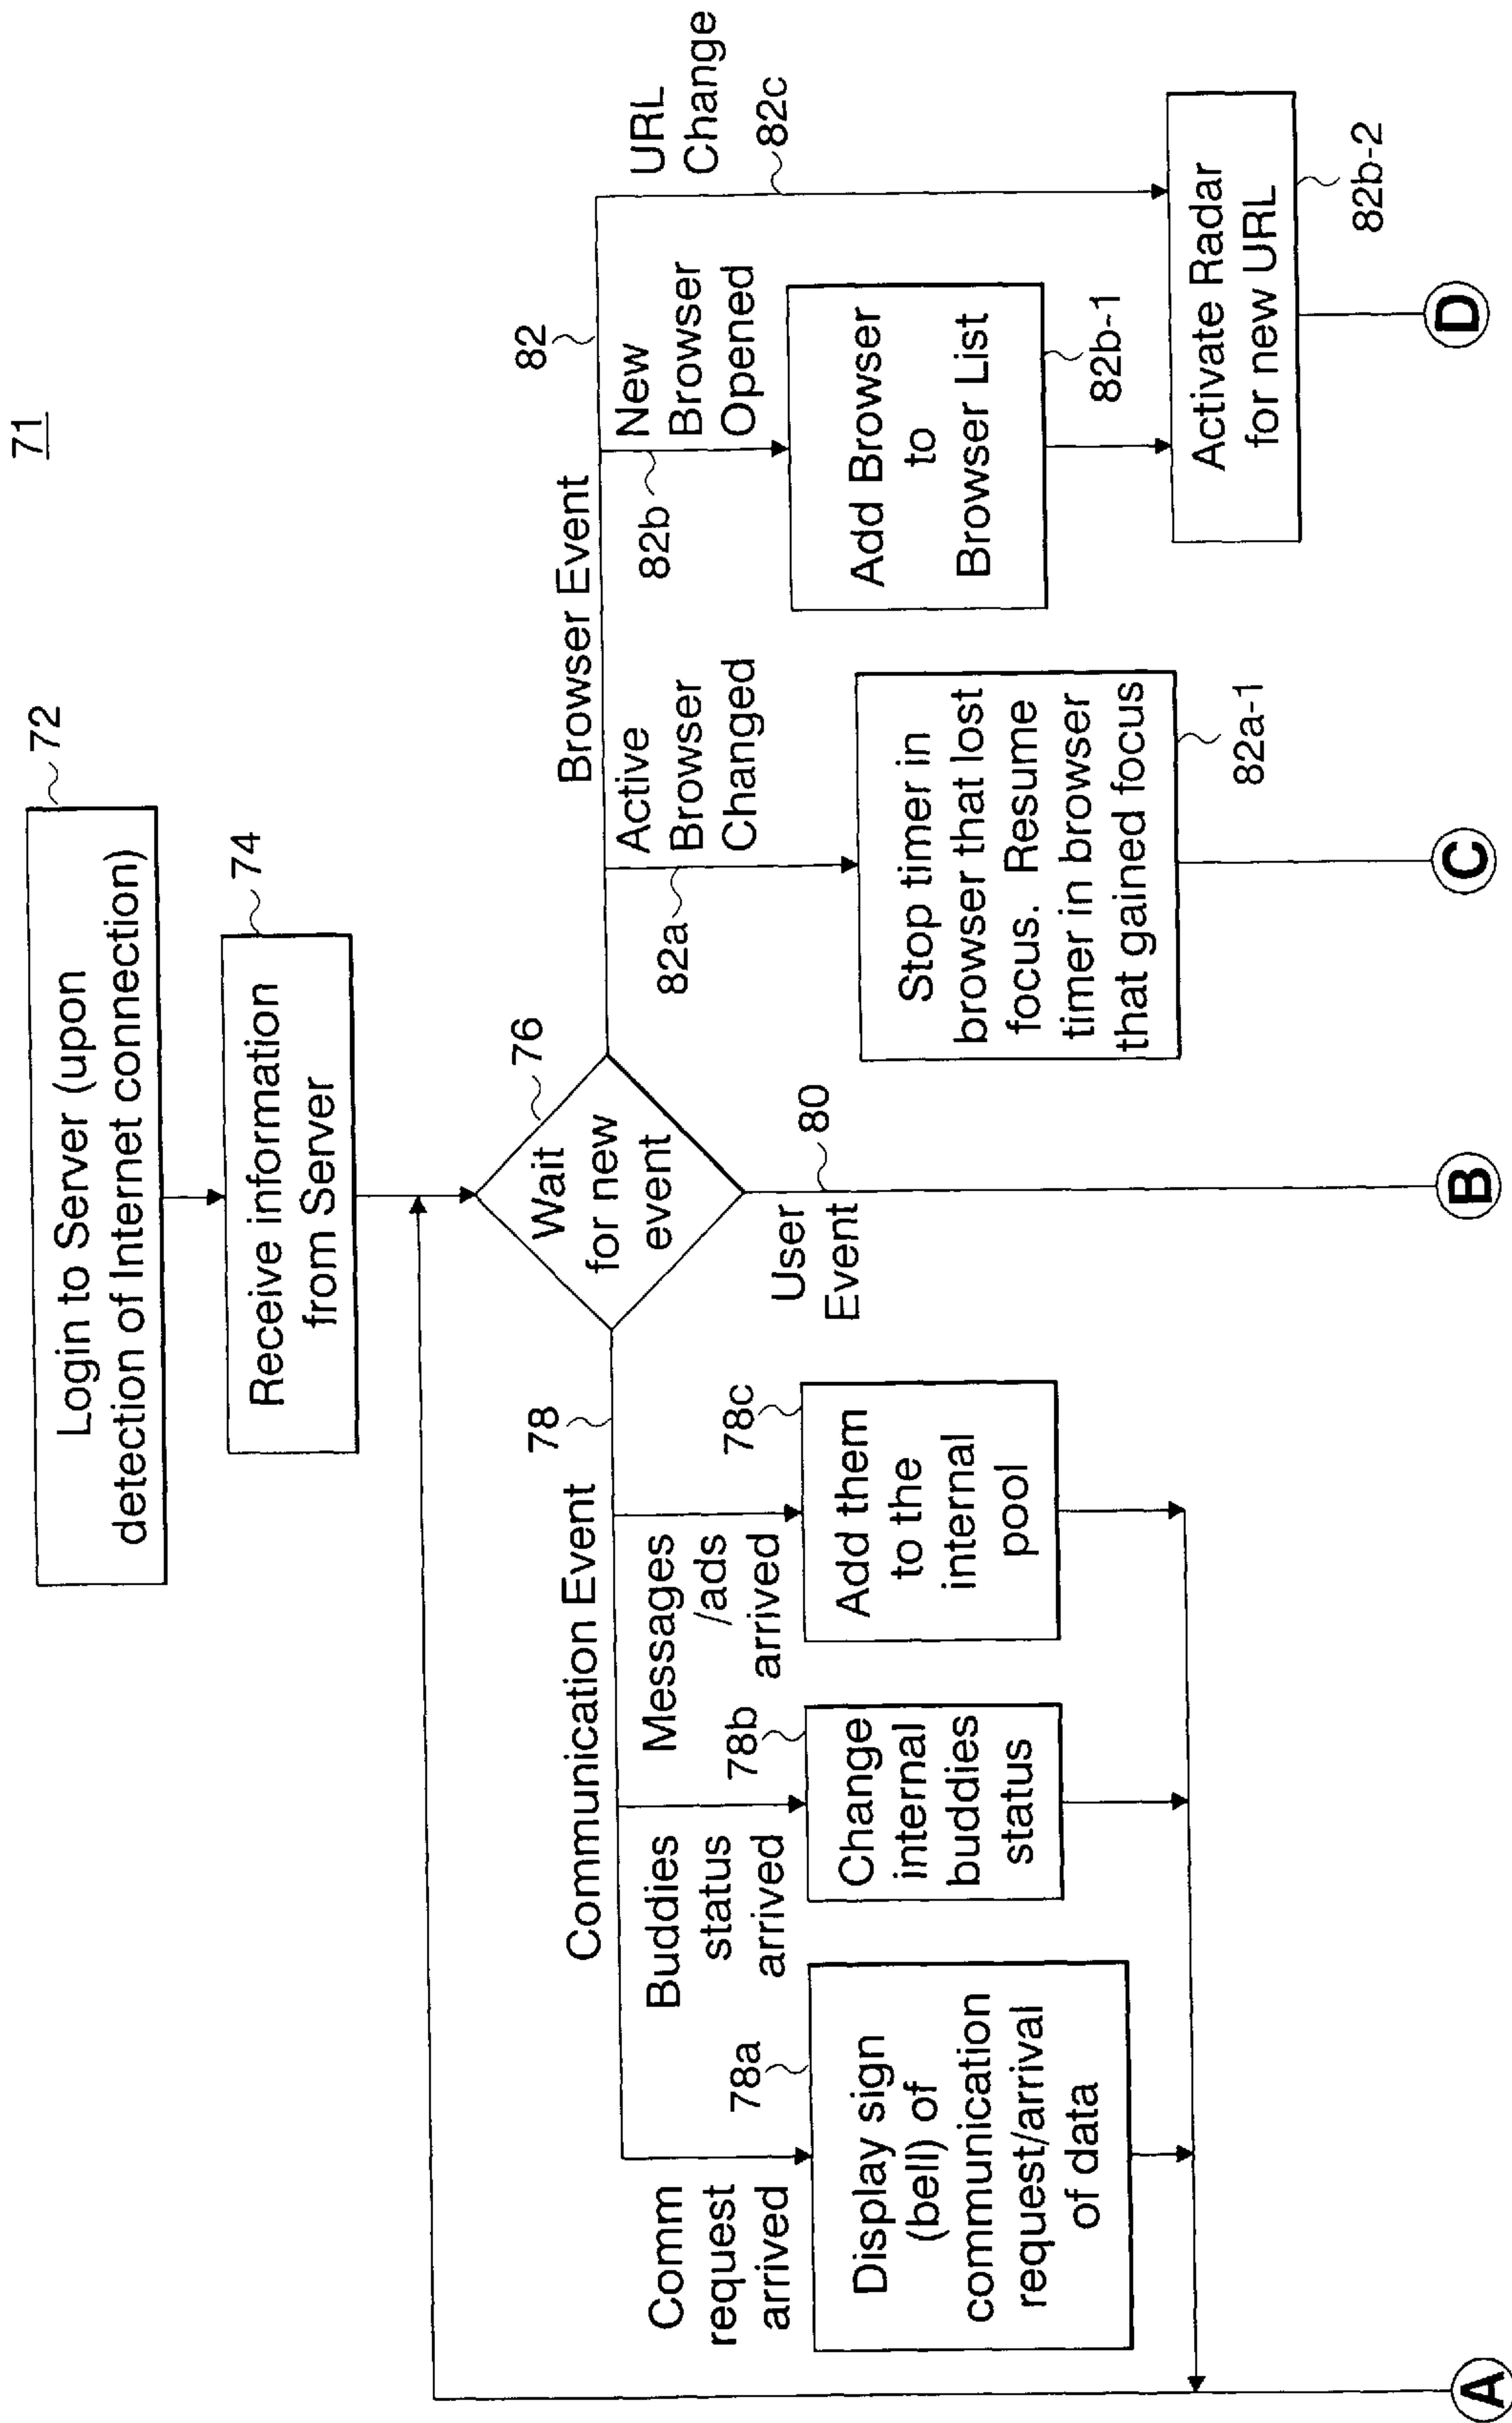 71
Login to Server (upon
detection of Internet connection)
72
Receive information
from Server
74
Wait
for new
event
76
Communication Event
78
Browser Event
82
Comm
request
arrived
Buddies
status
arrived
Messages
/ads
arrived
User
Event
80
Active
Browser
Changed
82a
New
Browser
Opened
82b
URL
Change
82c
78a
Display sign
(bell) of
communication
request/arrival
of data
78b
Change
internal
buddies
status
78c
Add them
to the
internal
pool
Stop timer in
browser that lost
focus. Resume
timer in browser
that gained focus
82a-1
Add Browser
to
Browser List
82b-1
Activate Radar
for new URL
82b-2
A
B
C
D